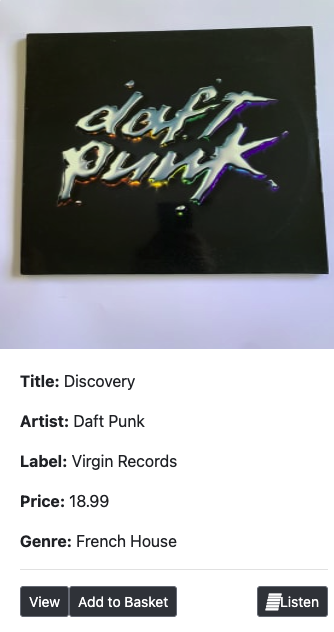 daft
punk
Title: Discovery
Artist: Daft Punk
Label: Virgin Records
Price: 18.99
Genre: French House
View
Add to Basket
Listen